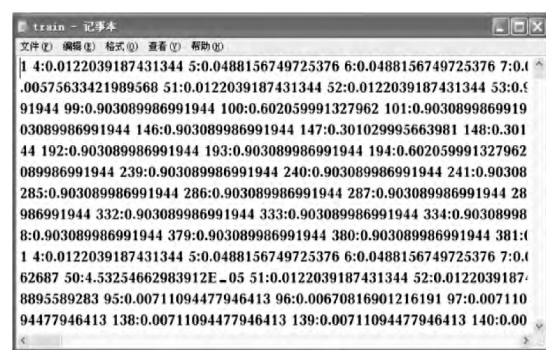 train - 记事本
文件(F) 编辑(E) 格式(O) 查看(V) 帮助(H)
1 4:0.0122039187431344 5:0.0488156749725376 6:0.0488156749725376 7:0.0
.00575633421989568 51:0.0122039187431344 52:0.0122039187431344 53:0.9
91944 99:0.903089986991944 100:0.602059991327962 101:0.9030899869919
03089986991944 146:0.903089986991944 147:0.301029995663981 148:0.301
44 192:0.903089986991944 193:0.903089986991944 194:0.602059991327962
089986991944 239:0.903089986991944 240:0.903089986991944 241:0.90308
285:0.903089986991944 286:0.903089986991944 287:0.903089986991944 28
986991944 332:0.903089986991944 333:0.903089986991944 334:0.90308998
8:0.903089986991944 379:0.903089986991944 380:0.903089986991944 381:0
1 4:0.0122039187431344 5:0.0488156749725376 6:0.0488156749725376 7:0.0
62687 50:4.53254662983912E-05 51:0.0122039187431344 52:0.01220391874
8895589283 95:0.00711094477946413 96:0.00670816901216191 97:0.007110
94477946413 138:0.00711094477946413 139:0.00711094477946413 140:0.00